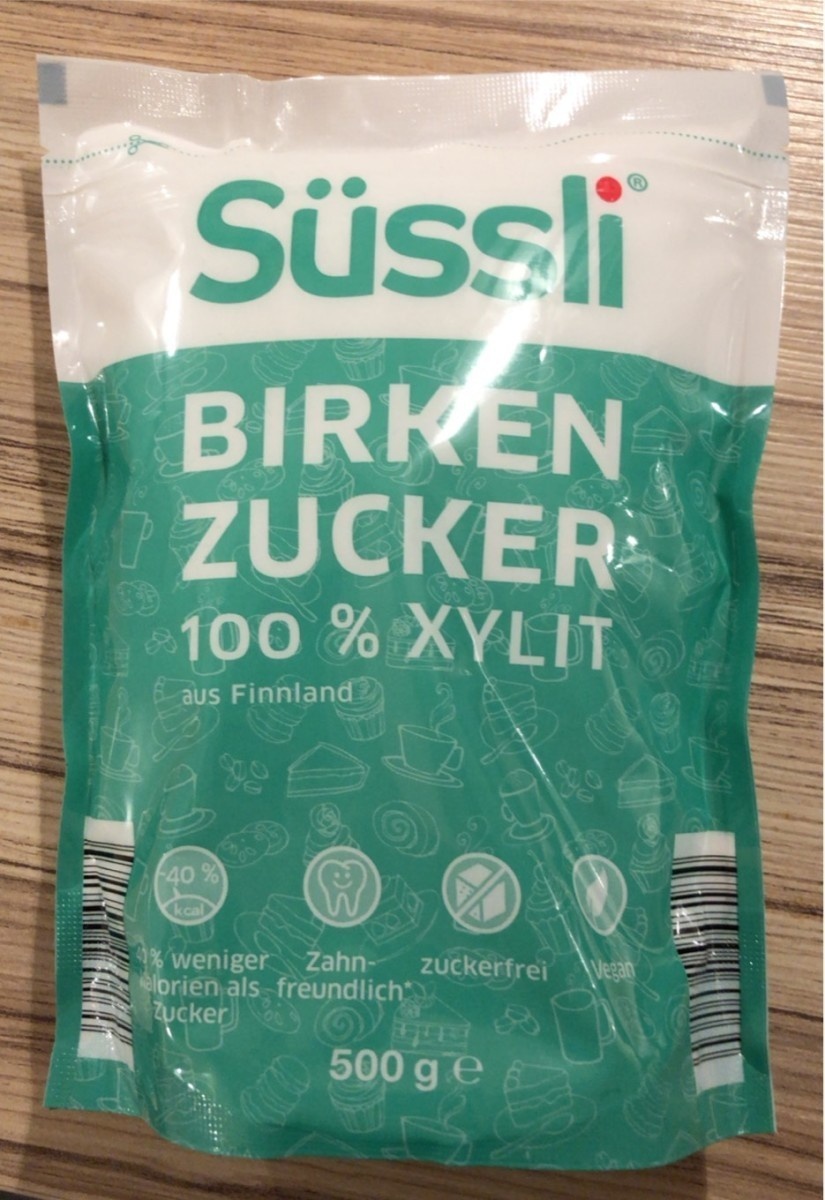 Süssli®
BIRKEN
ZUCKER
100 % XYLIT
aus Finnland
-40 %
kcal
% weniger
Kalorien als
Zucker
Zahn-
freundlich*
zuckerfrei
Vegan
500 g ℮